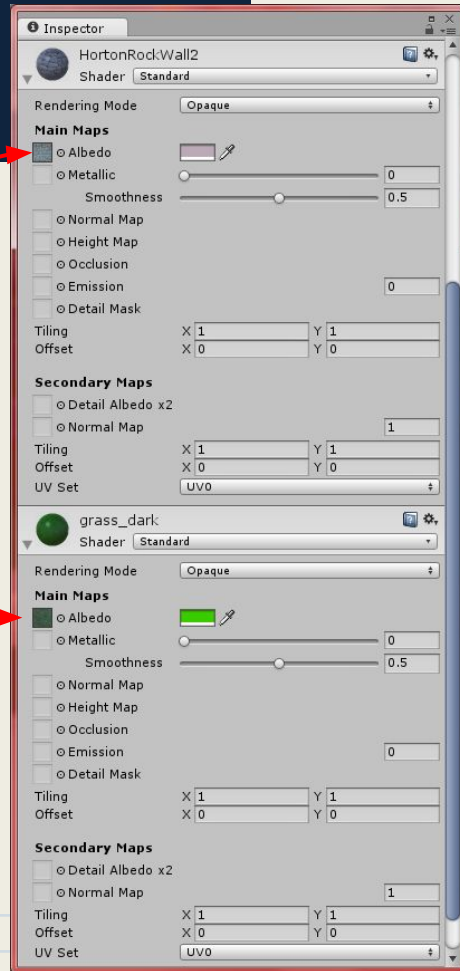 Inspector
HortonRockWall2
Shader Standard
Rendering Mode Opaque
Main Maps
Albedo
Metallic 0
Smoothness 0.5
Normal Map
Height Map
Occlusion
Emission 0
Detail Mask
Tiling X 1 Y 1
Offset X 0 Y 0
Secondary Maps
Detail Albedo x2
Normal Map 1
Tiling X 1 Y 1
Offset X 0 Y 0
UV Set UV0
grass_dark
Shader Standard
Rendering Mode Opaque
Main Maps
Albedo
Metallic 0
Smoothness 0.5
Normal Map
Height Map
Occlusion
Emission 0
Detail Mask
Tiling X 1 Y 1
Offset X 0 Y 0
Secondary Maps
Detail Albedo x2
Normal Map 1
Tiling X 1 Y 1
Offset X 0 Y 0
UV Set UV0